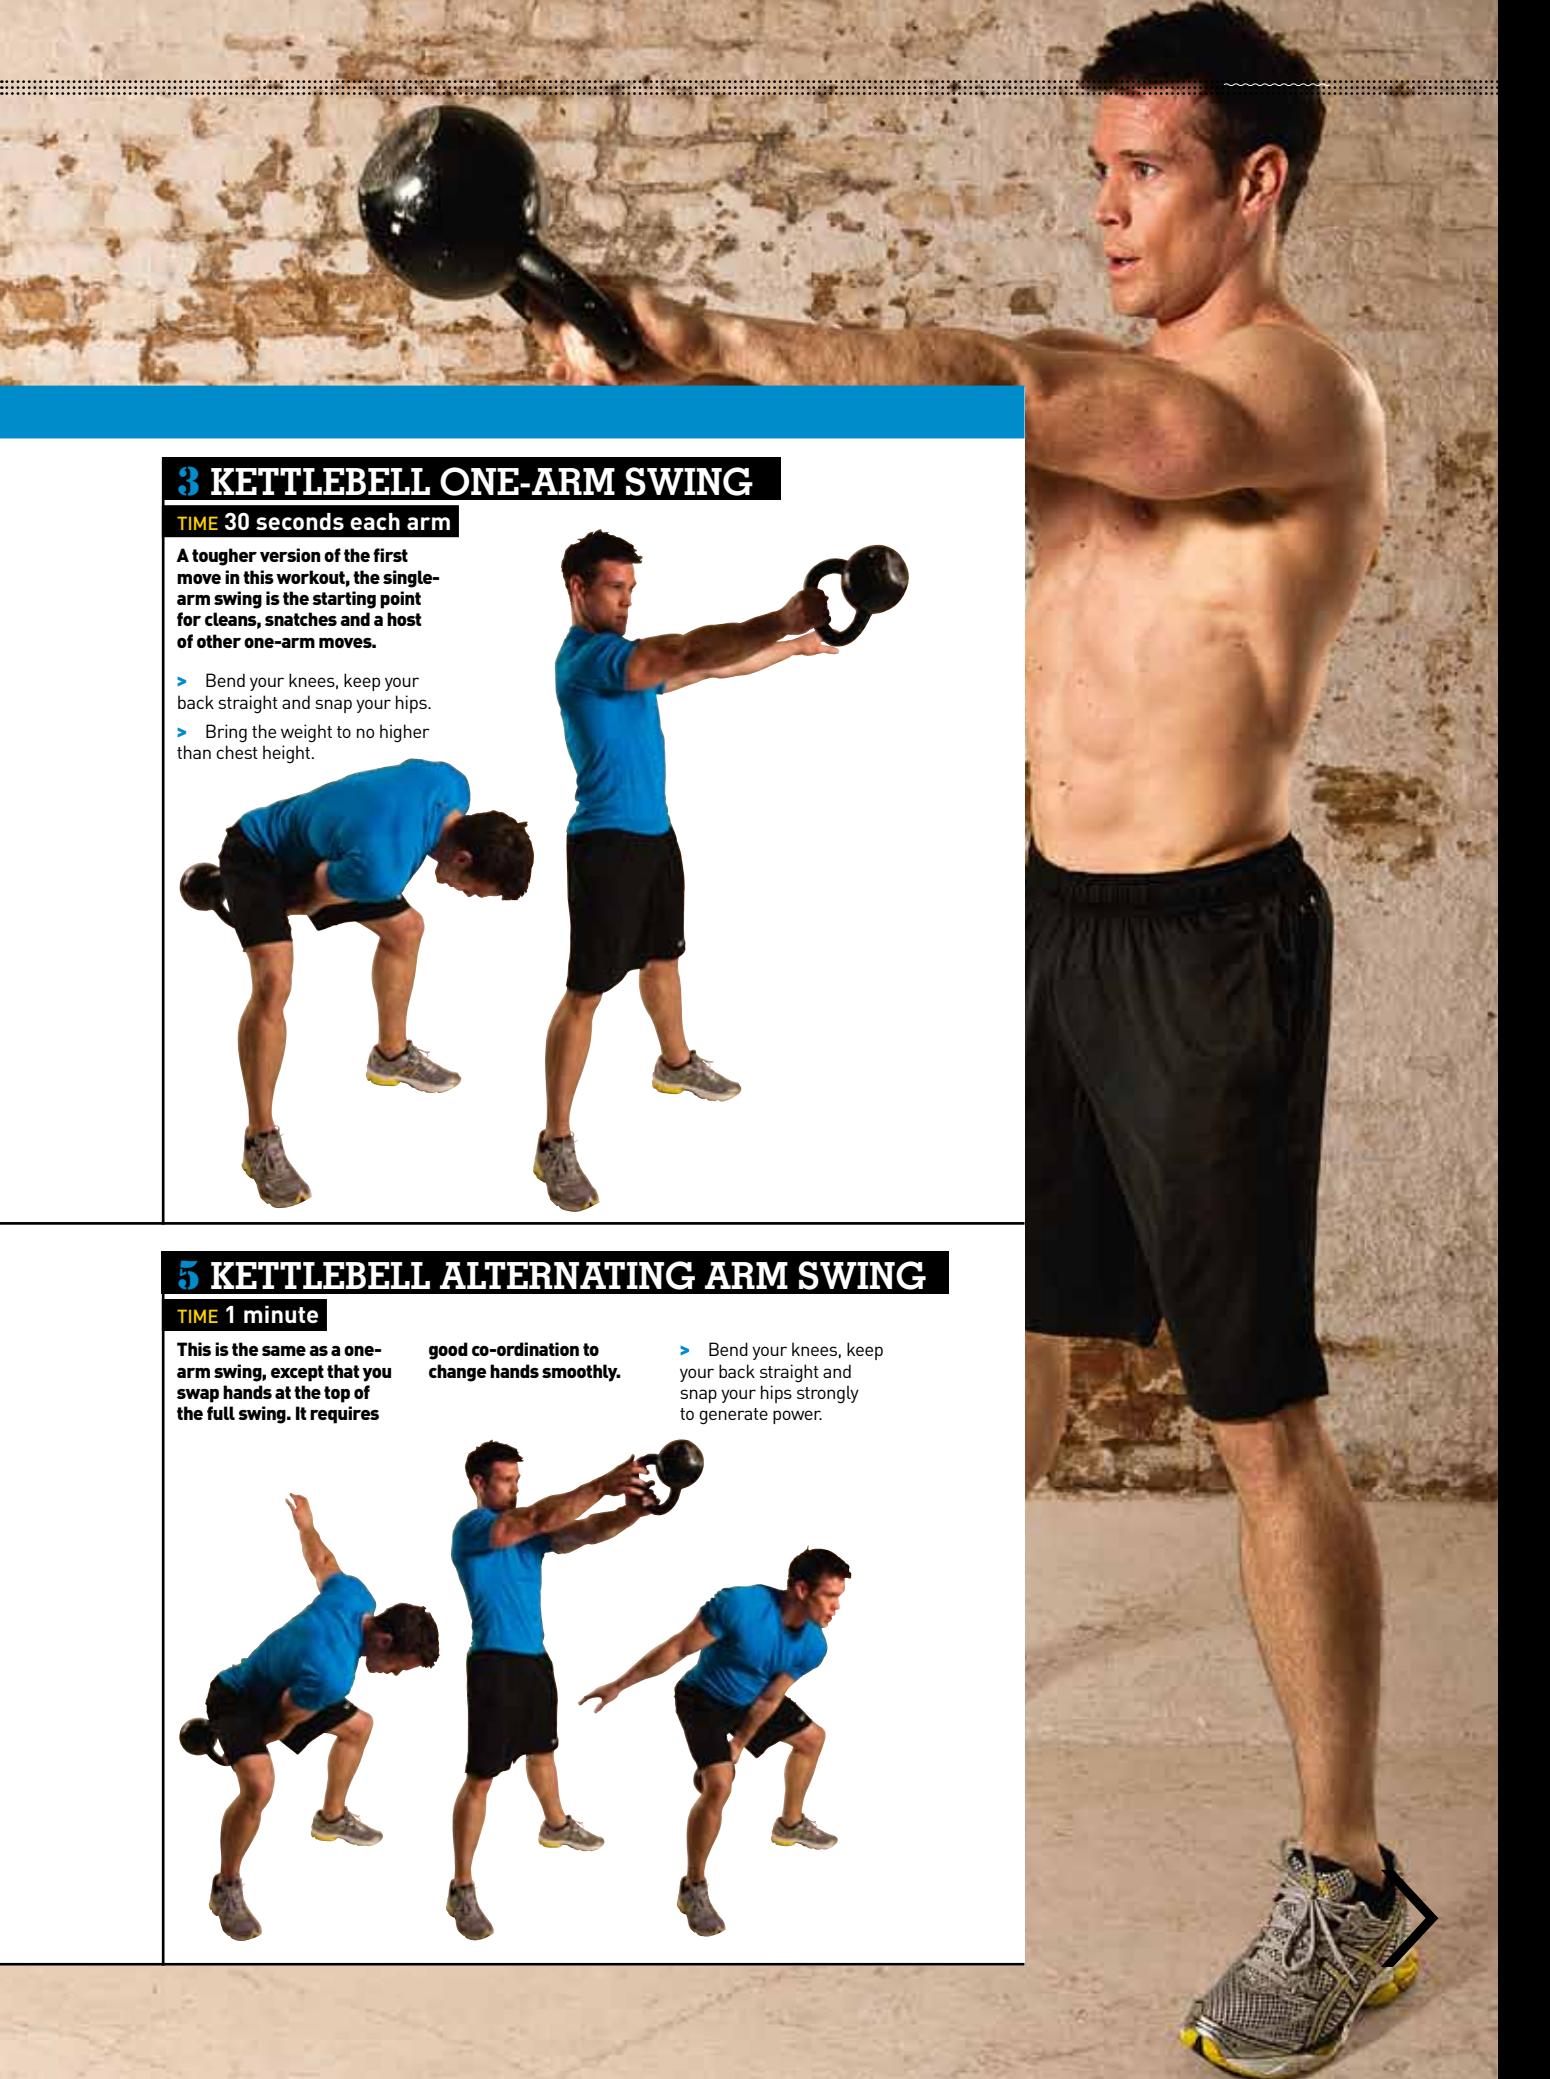 3 KETTLEBELL ONE-ARM SWING
TIME 30 seconds each arm
A tougher version of the first
move in this workout, the single-
arm swing is the starting point
for cleans, snatches and a host
of other one-arm moves.
> Bend your knees, keep your
back straight and snap your hips.
> Bring the weight to no higher
than chest height.
5 KETTLEBELL ALTERNATING ARM SWING
TIME 1 minute
This is the same as a one-
arm swing, except that you
swap hands at the top of
the full swing. It requires
good co-ordination to
change hands smoothly.
> Bend your knees, keep
your back straight and
snap your hips strongly
to generate power.